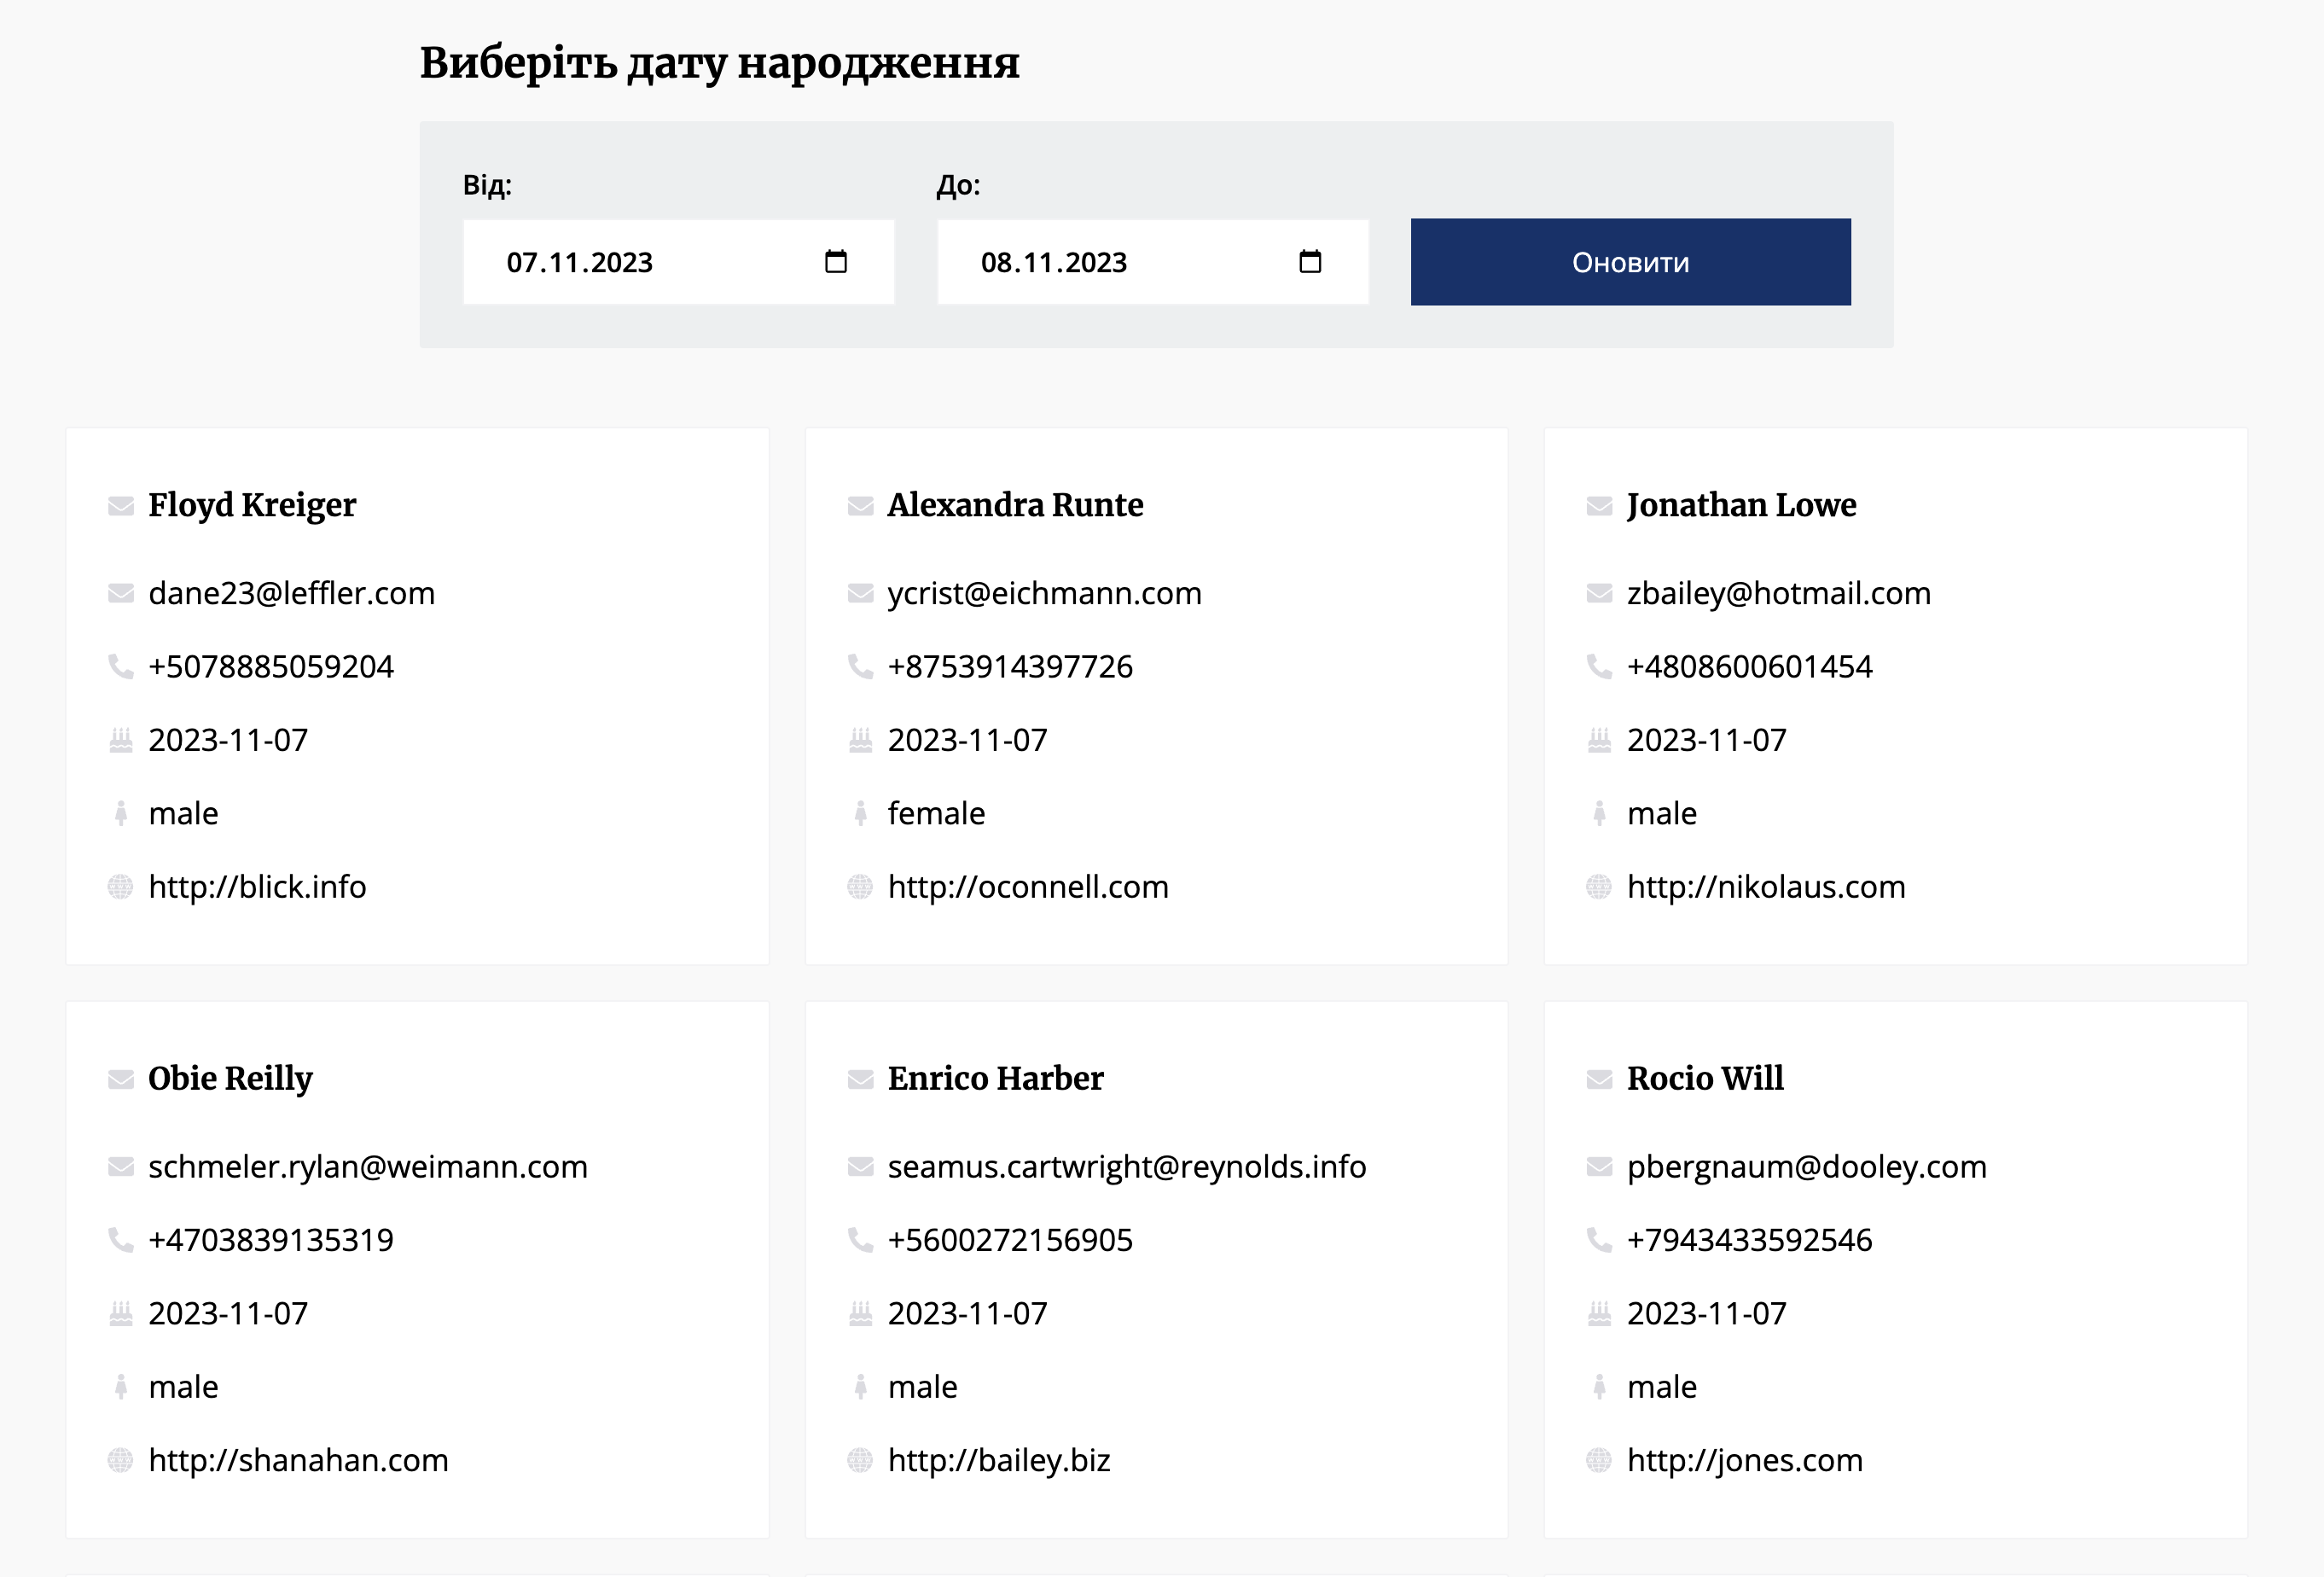 Виберіть дату народження
Від:
До:
07.11.2023
08.11.2023
Оновити
Floyd Kreiger
dane23@leffler.com
+5078885059204
2023-11-07
male
http://blick.info
Alexandra Runte
ycrist@eichmann.com
+8753914397726
2023-11-07
female
http://oconnell.com
Jonathan Lowe
zbailey@hotmail.com
+4808600601454
2023-11-07
male
http://nikolaus.com
Obie Reilly
schmeler.rylan@weimann.com
+4703839135319
2023-11-07
male
http://shanahan.com
Enrico Harber
seamus.cartwright@reynolds.info
+5600272156905
2023-11-07
male
http://bailey.biz
Rocio Will
pbergnaum@dooley.com
+7943433592546
2023-11-07
male
http://jones.com